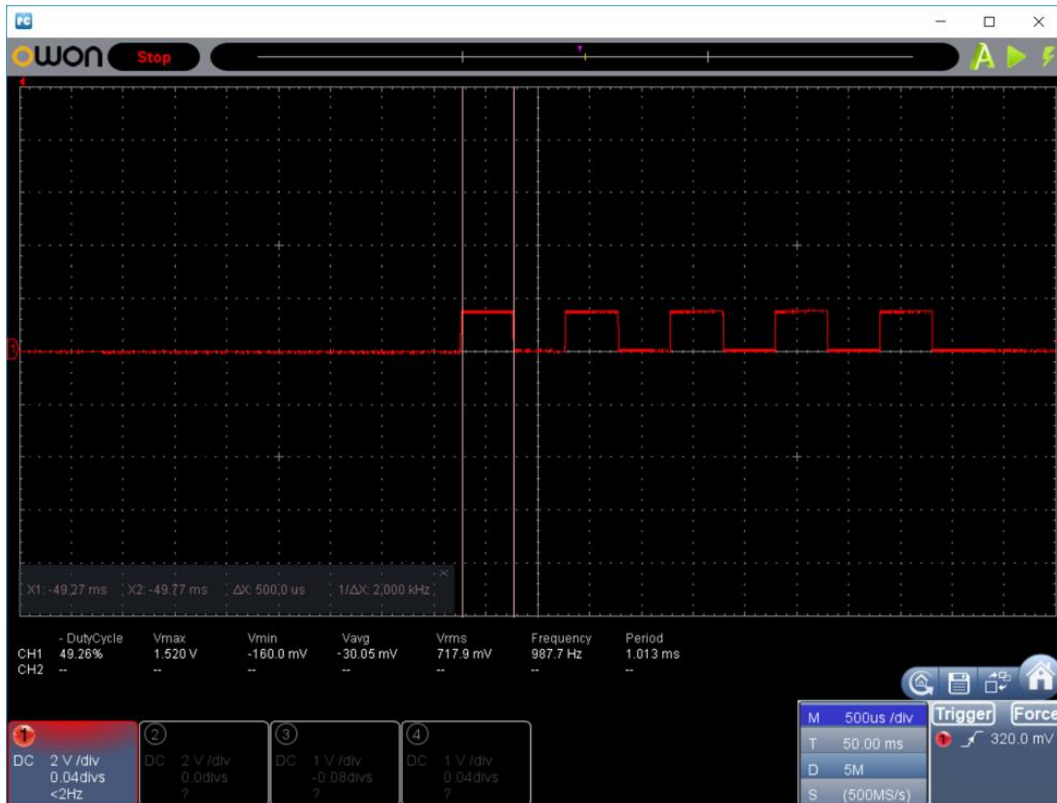 PC
OWON Stop
1
X1: -49.27 ms X2: -49.77 ms ΔX: 500.0 us 1/ΔX: 2.000 kHz
- DutyCycle Vmax Vmin Vavg Vrms Frequency Period
CH1 49.26% 1.520 V -160.0 mV -30.05 mV 717.9 mV 987.7 Hz 1.013 ms
CH2 -- -- -- -- -- -- --
1 2 3 4
DC 2 V /div DC 2 V /div DC 1 V /div DC 1 V /div
0.04divs 0.0divs -0.08divs 0.04divs
<2Hz ? ? ?
M 500us /div
T 50.00 ms
D 5M
S (500MS/s)
Trigger Force
1 320.0 mV